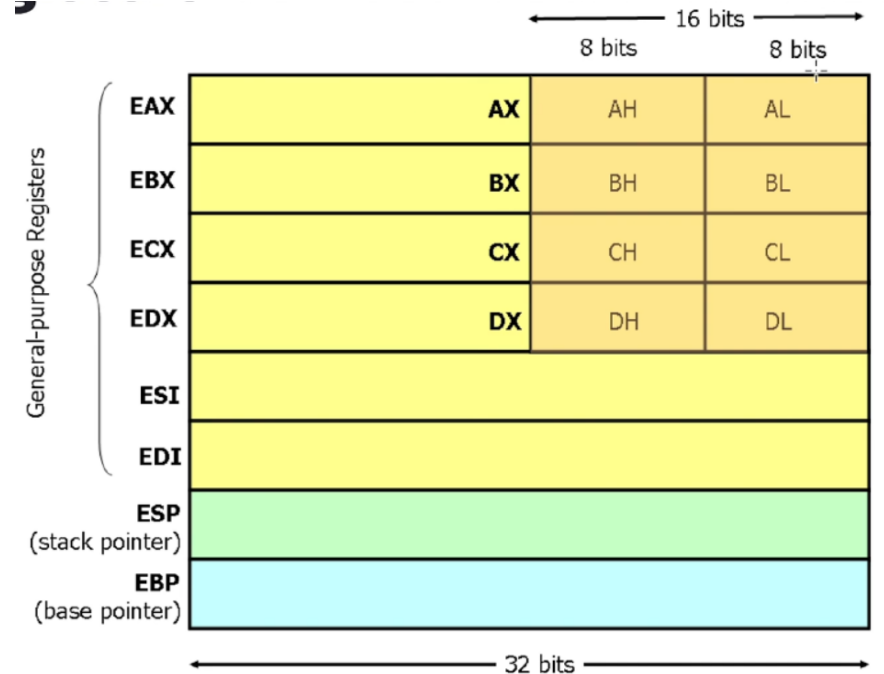 16 bits
8 bits 8 bits
EAX AX AH AL
EBX BX BH BL
ECX CX CH CL
EDX DX DH DL
ESI
EDI
General-purpose Registers
ESP
(stack pointer)
EBP
(base pointer)
32 bits